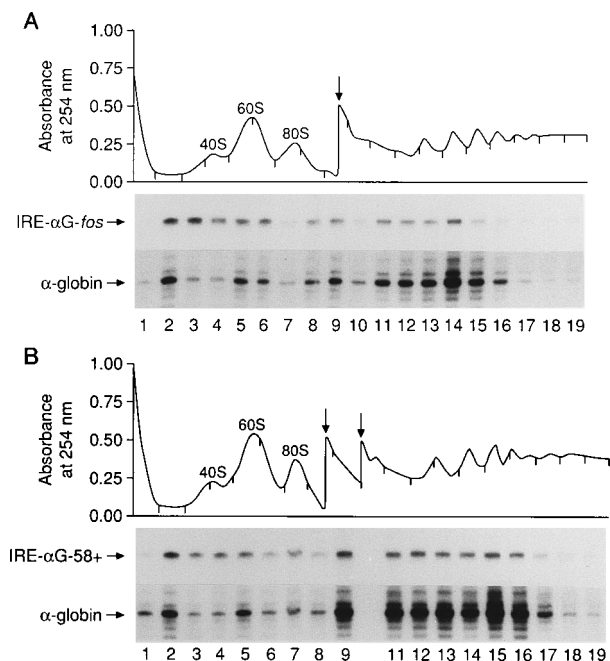 A
Absorbance
at 254 nm
1.00
0.75
0.50
0.25
0.00
40S
60S
80S
IRE-αG-fos
α-globin
1 2 3 4 5 6 7 8 9 10 11 12 13 14 15 16 17 18 19
B
Absorbance
at 254 nm
1.00
0.75
0.50
0.25
0.00
40S
60S
80S
IRE-αG-58+
α-globin
1 2 3 4 5 6 7 8 9 11 12 13 14 15 16 17 18 19